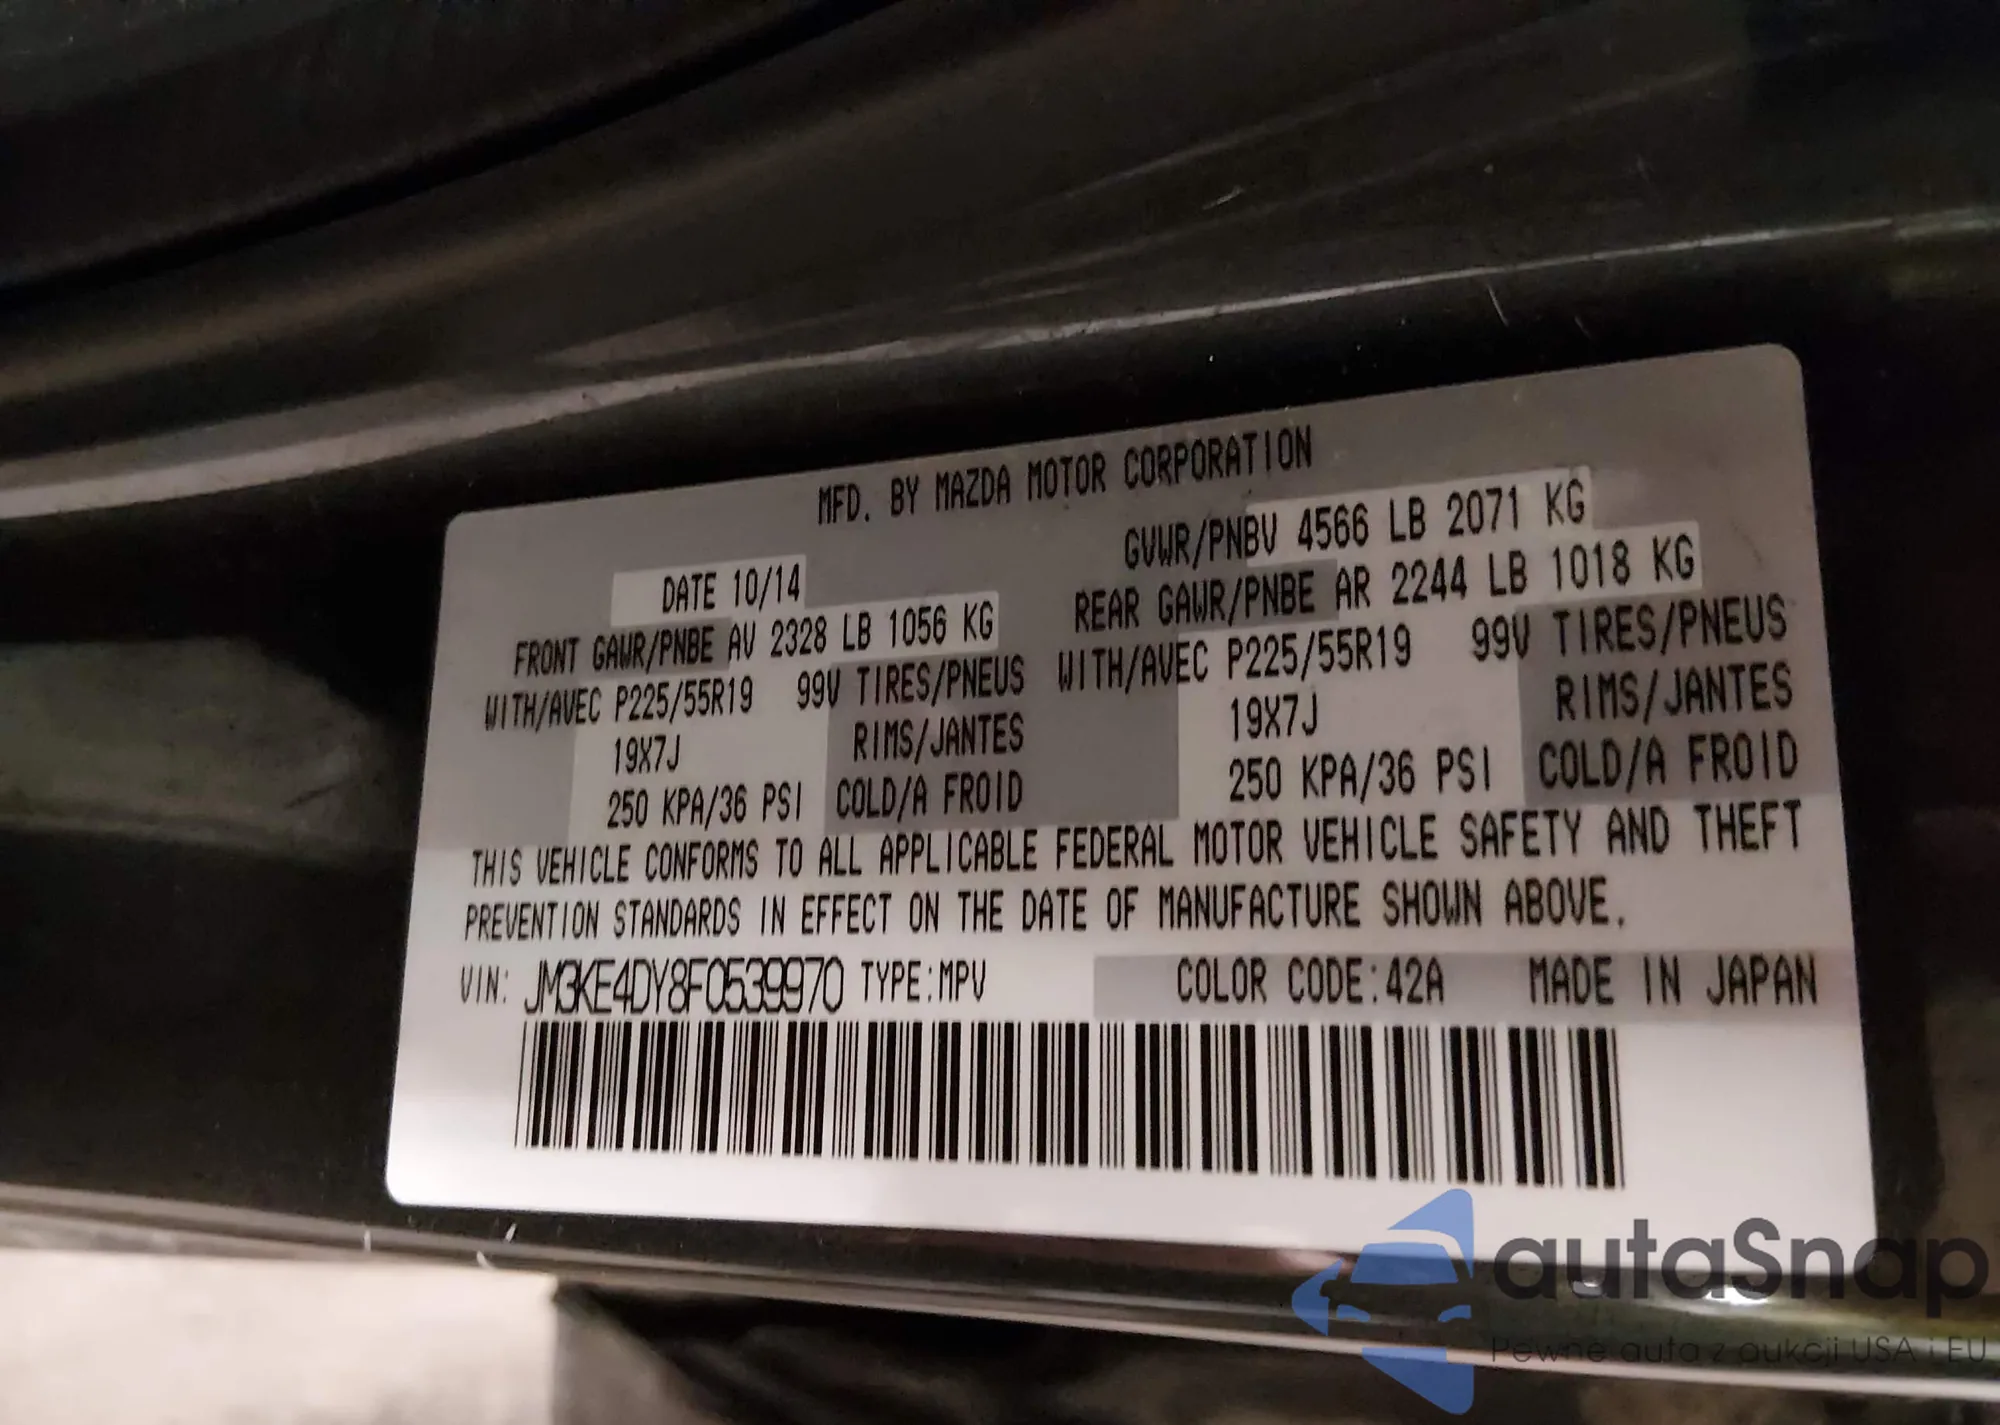 MFD. BY MAZDA MOTOR CORPORATION
DATE 10/14 GVWR/PNBV 4566 LB 2071 KG
FRONT GAWR/PNBE AV 2328 LB 1056 KG REAR GAWR/PNBE AR 2244 LB 1018 KG
WITH/AVEC P225/55R19 99V TIRES/PNEUS WITH/AVEC P225/55R19 99V TIRES/PNEUS
19X7J RIMS/JANTES 19X7J RIMS/JANTES
250 KPA/36 PSI COLD/A FROID 250 KPA/36 PSI COLD/A FROID
THIS VEHICLE CONFORMS TO ALL APPLICABLE FEDERAL MOTOR VEHICLE SAFETY AND THEFT
PREVENTION STANDARDS IN EFFECT ON THE DATE OF MANUFACTURE SHOWN ABOVE.
VIN: JM3KE4DY8F0539970 TYPE:MPV COLOR CODE:42A MADE IN JAPAN
autaSnap
Pewne auta z aukcji USA i EU